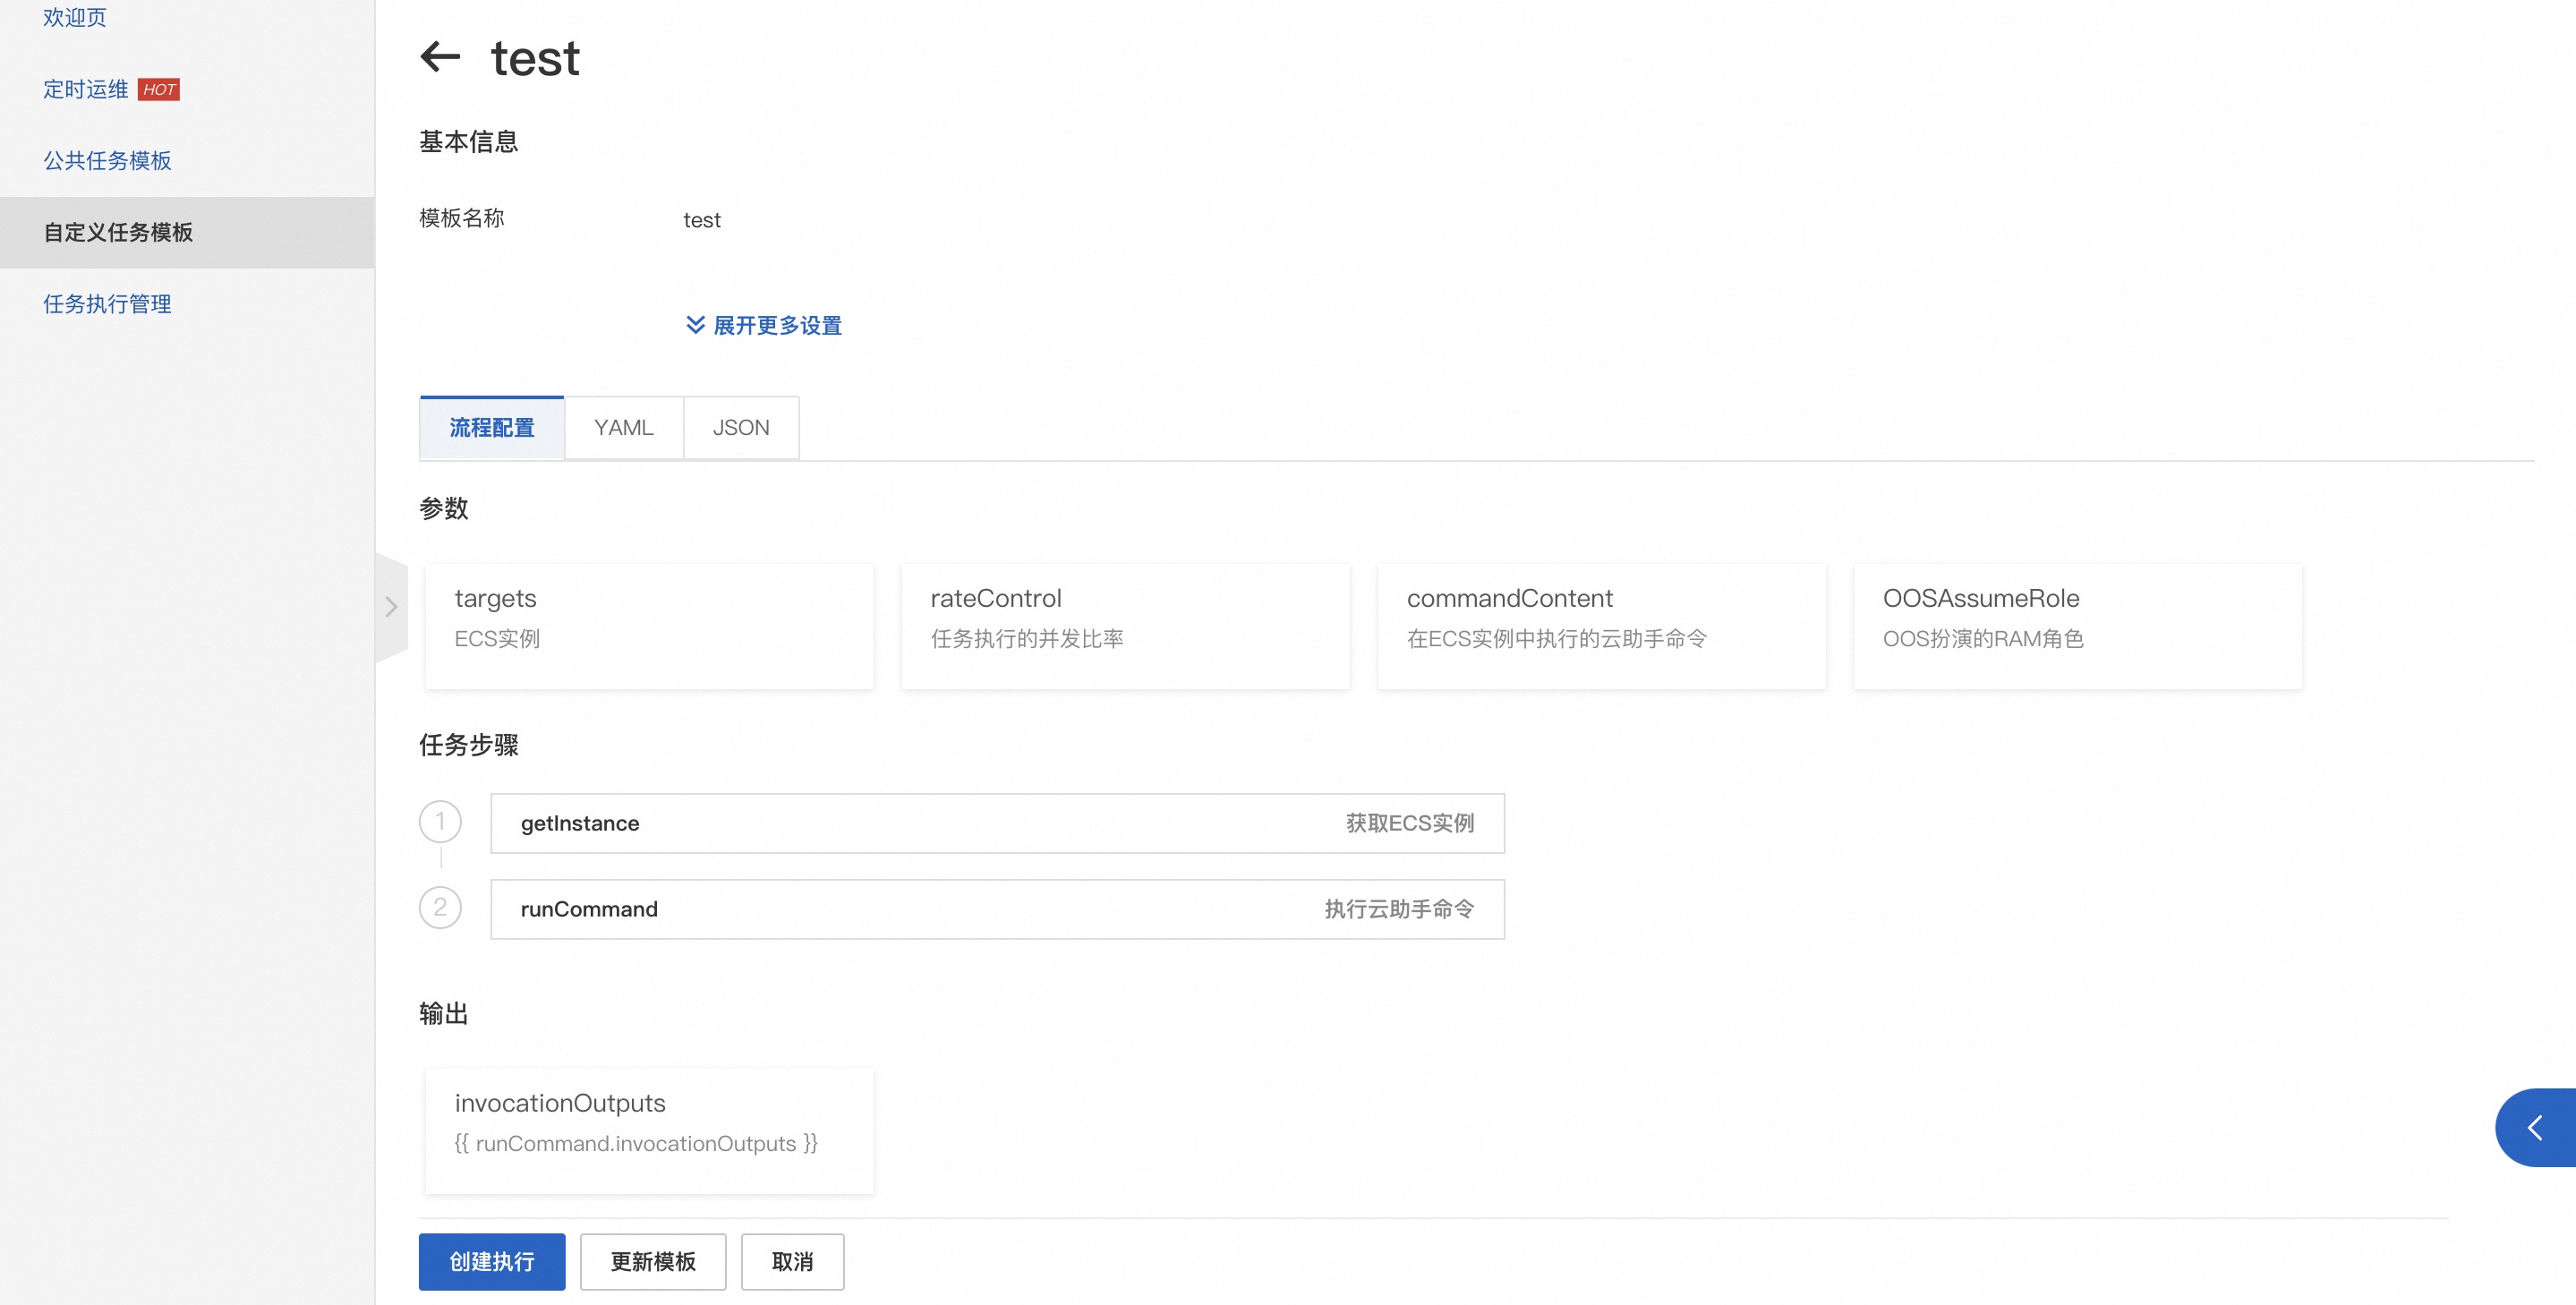 欢迎页
定时运维 HOT
公共任务模板
自定义任务模板
任务执行管理
test
基本信息
模板名称 test
展开更多设置
流程配置 YAML JSON
参数
targets
ECS实例
rateControl
任务执行的并发比率
commandContent
在ECS实例中执行的云助手命令
OOSAssumeRole
OOS扮演的RAM角色
任务步骤
1 getInstance 获取ECS实例
2 runCommand 执行云助手命令
输出
invocationOutputs
{{ runCommand.invocationOutputs }}
创建执行 更新模板 取消